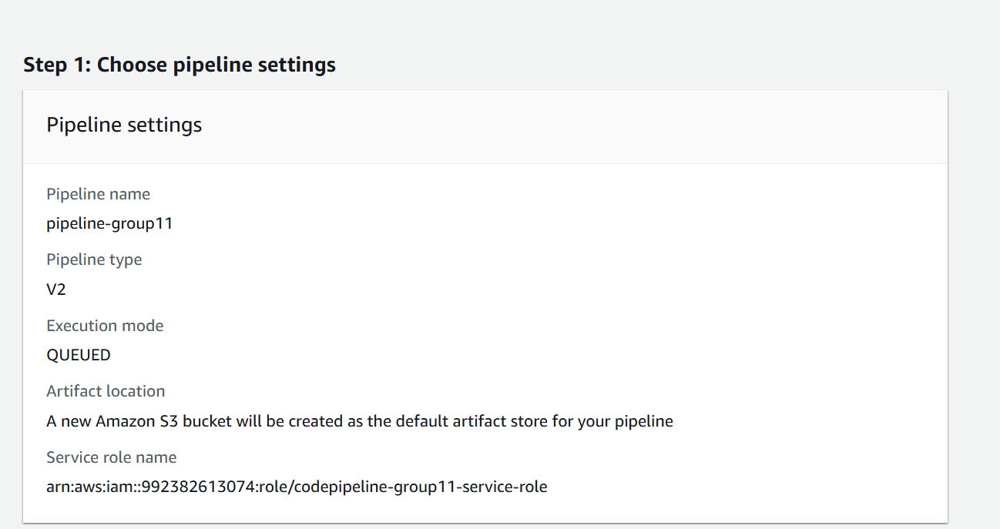 Step 1: Choose pipeline settings
Pipeline settings
Pipeline name
pipeline-group11
Pipeline type
V2
Execution mode
QUEUED
Artifact location
A new Amazon S3 bucket will be created as the default artifact store for your pipeline
Service role name
arn:aws:iam::992382613074:role/codepipeline-group11-service-role